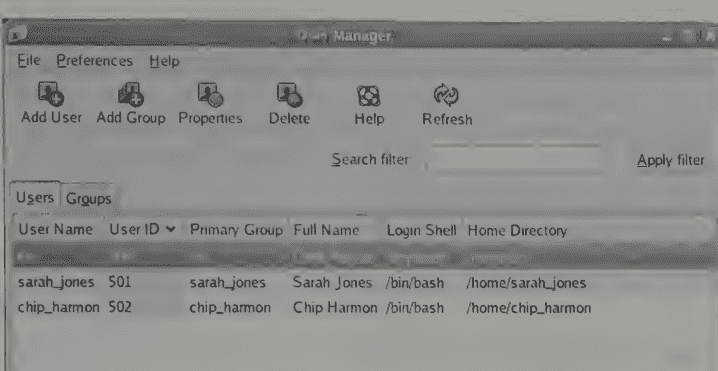 Manager
File Preferences Help
Add User Add Group Properties Delete Help Refresh
Search filter Apply filter
Users Groups
User Name User ID Primary Group Full Name Login Shell Home Directory
sarah_jones 501 sarah_jones Sarah Jones /bin/bash /home/sarah_jones
chip_harmon 502 chip_harmon Chip Harmon /bin/bash /home/chip_harmon